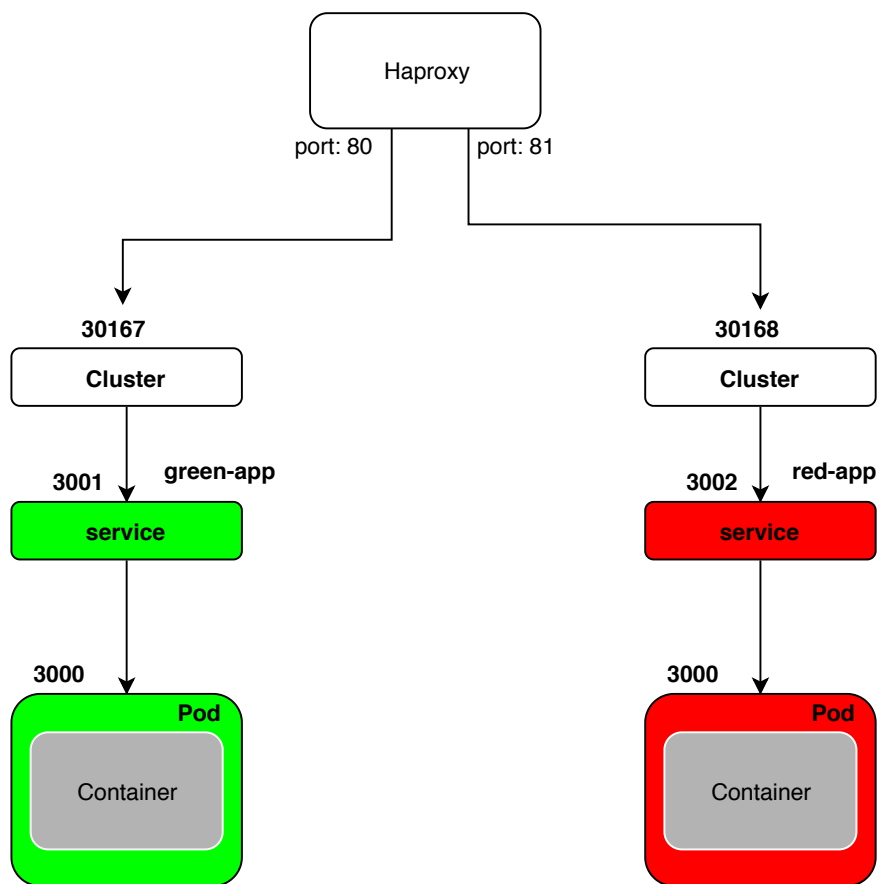 Haproxy
port: 80
port: 81
30167
30168
Cluster
Cluster
green-app
red-app
3001
3002
service
service
3000
3000
Pod
Pod
Container
Container